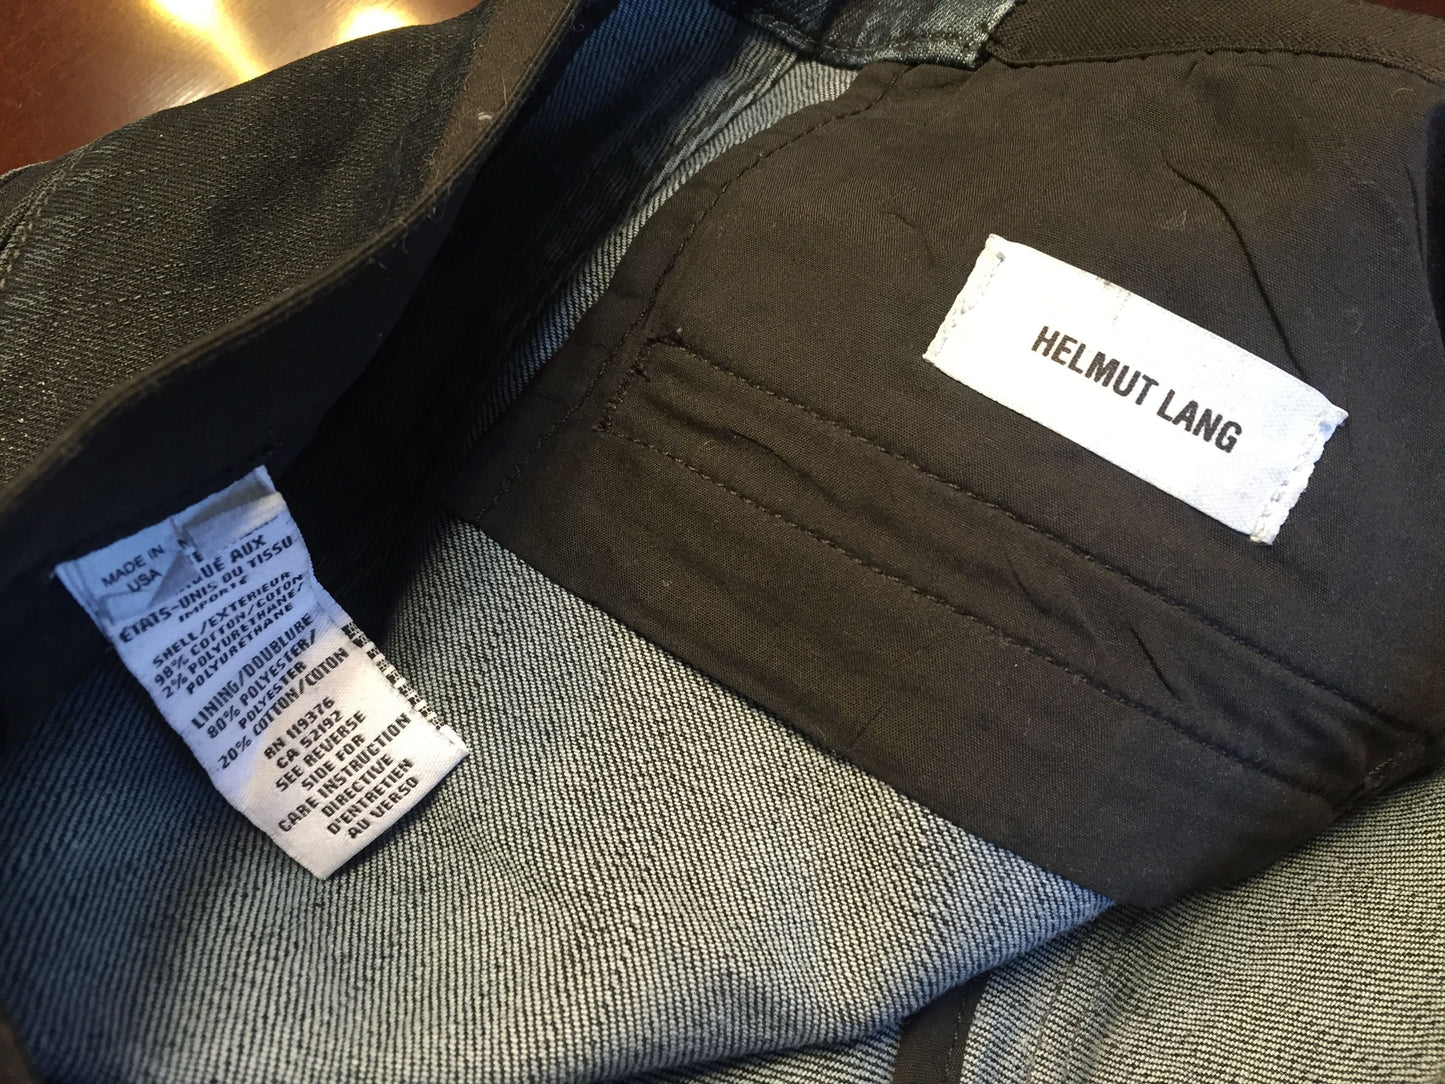 HELMUT LANG
MADE IN
USA
AUX
ÉTATS-UNIS DU TISSU
IMPORTÉ
SHELL/EXTÉRIEUR
98% COTTON/COTON
2% POLYURETHANE/
POLYURÉTHANE
LINING/DOUBLURE
80% POLYESTER/
POLYESTER
20% COTTON/COTON
RN 119376
CA 52192
SEE REVERSE
SIDE FOR
CARE INSTRUCTION
DIRECTIVE
D'ENTRETIEN
AU VERSO